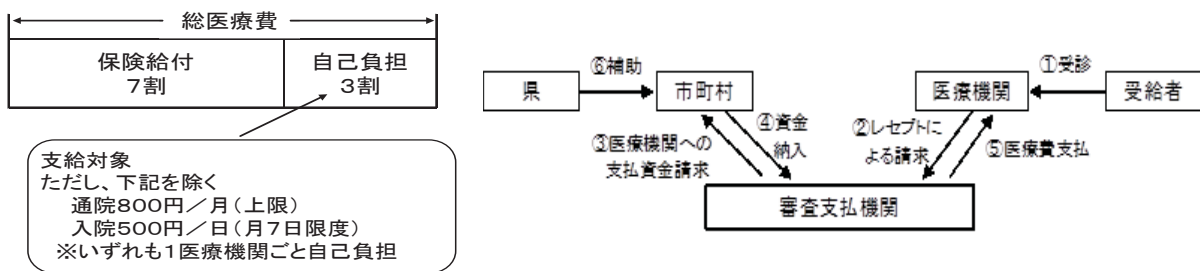 総医療費
保険給付
7割
自己負担
3割
支給対象
ただし、下記を除く
通院800円/月(上限)
入院500円/日(月7日限度)
※いずれも1医療機関ごと自己負担
県
⑥補助
市町村
医療機関
①受診
受給者
③医療機関への
支払資金請求
④資金
納入
②レセプトに
よる請求
⑤医療費支払
審査支払機関